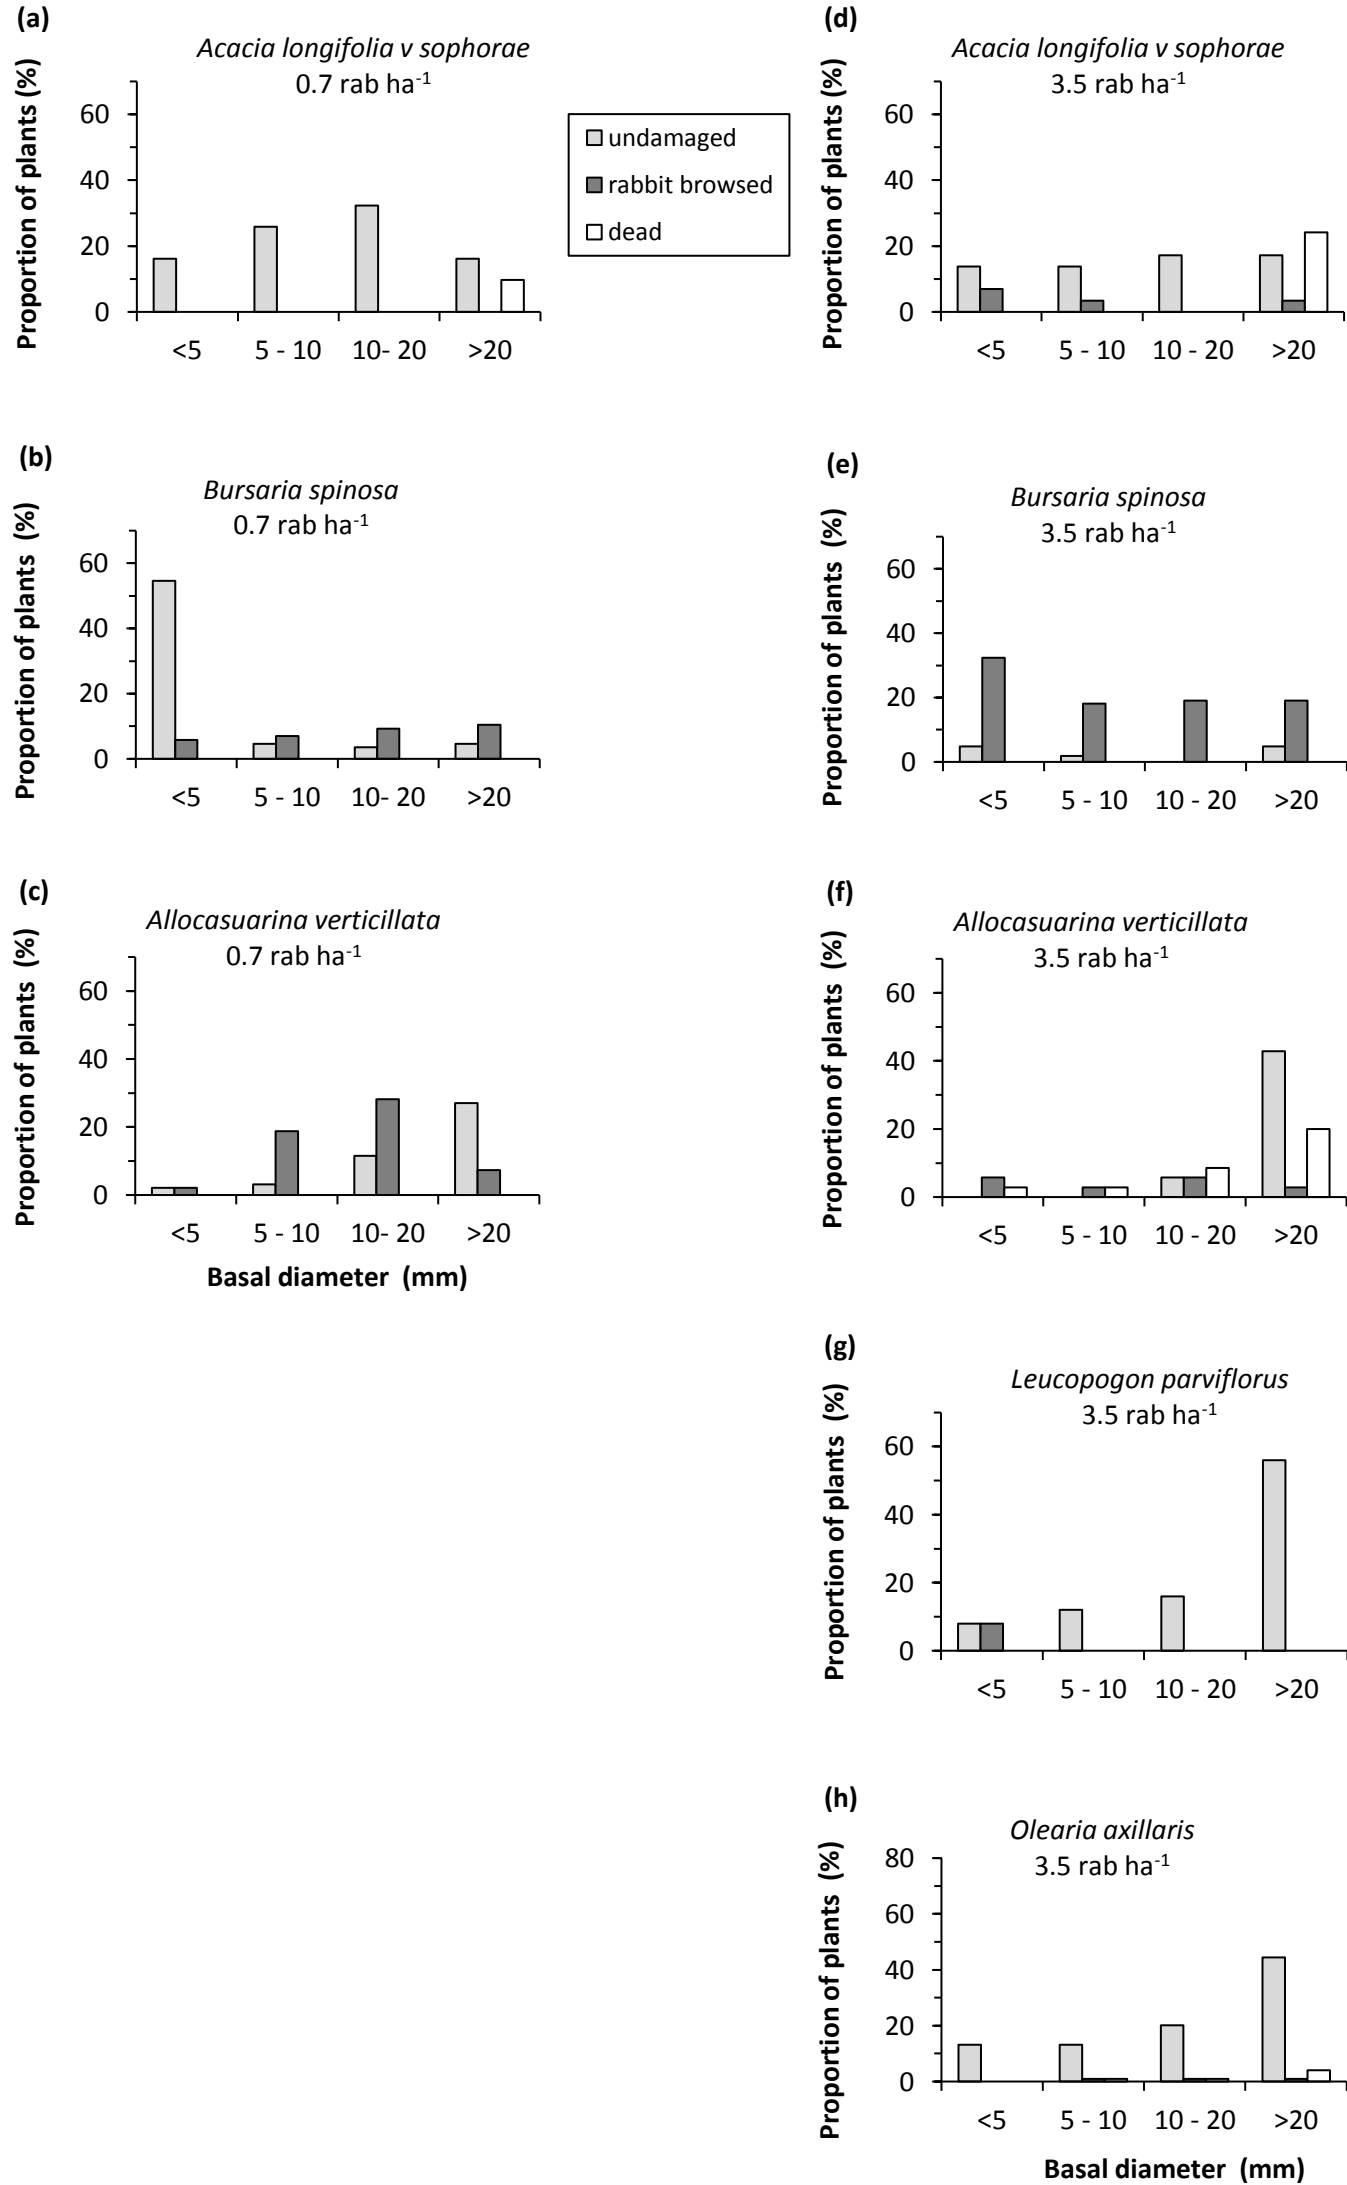 (a)
Acacia longifolia v sophorae
0.7 rab ha-1
Proportion of plants (%)
60
40
20
0
<5 5 - 10 10- 20 >20
undamaged
rabbit browsed
dead
(d)
Acacia longifolia v sophorae
3.5 rab ha-1
Proportion of plants (%)
60
40
20
0
<5 5 - 10 10 - 20 >20
(b)
Bursaria spinosa
0.7 rab ha-1
Proportion of plants (%)
60
40
20
0
<5 5 - 10 10- 20 >20
(e)
Bursaria spinosa
3.5 rab ha-1
Proportion of plants (%)
60
40
20
0
<5 5 - 10 10 - 20 >20
(c)
Allocasuarina verticillata
0.7 rab ha-1
Proportion of plants (%)
60
40
20
0
<5 5 - 10 10- 20 >20
Basal diameter (mm)
(f)
Allocasuarina verticillata
3.5 rab ha-1
Proportion of plants (%)
60
40
20
0
<5 5 - 10 10 - 20 >20
(g)
Leucopogon parviflorus
3.5 rab ha-1
Proportion of plants (%)
60
40
20
0
<5 5 - 10 10 - 20 >20
(h)
Olearia axillaris
3.5 rab ha-1
Proportion of plants (%)
80
60
40
20
0
<5 5 - 10 10 - 20 >20
Basal diameter (mm)